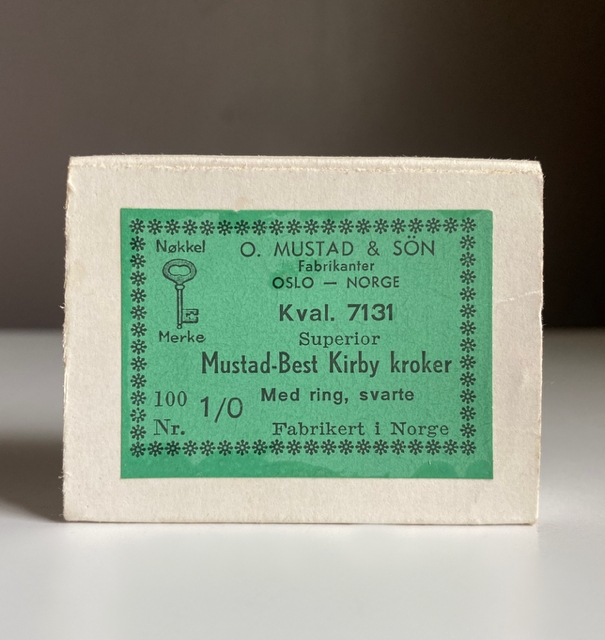 Nøkkel
Merke
O. MUSTAD & SÖN
Fabrikanter
OSLO — NORGE
Kval. 7131
Superior
Mustad-Best Kirby kroker
Med ring, svarte
100
Nr. 1/0
Fabrikert i Norge